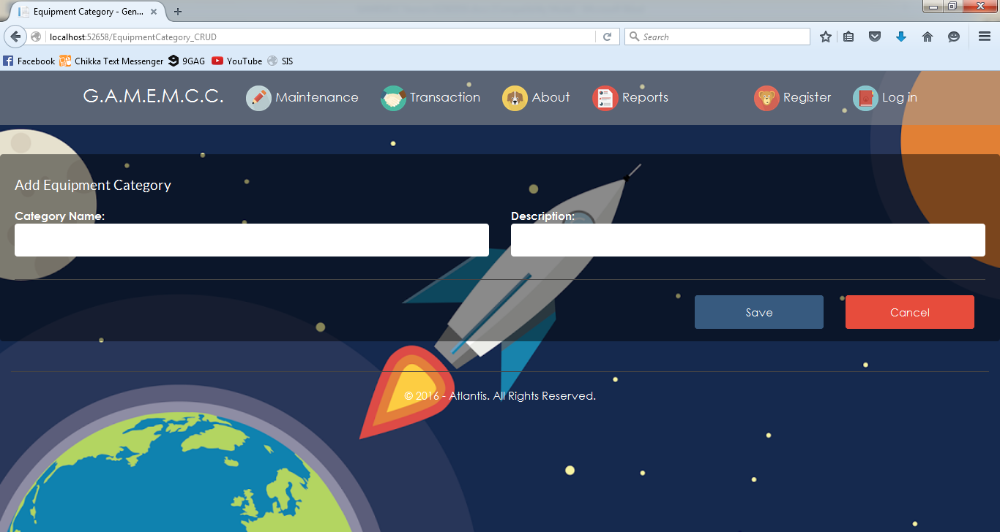 Equipment Category - Gen...
localhost:52658/EquipmentCategory_CRUD
Search
Facebook Chikka Text Messenger 9GAG YouTube SIS
G.A.M.E.M.C.C. Maintenance Transaction About Reports Register Log in
Add Equipment Category
Category Name: Description:
Save Cancel
© 2016 - Atlantis. All Rights Reserved.